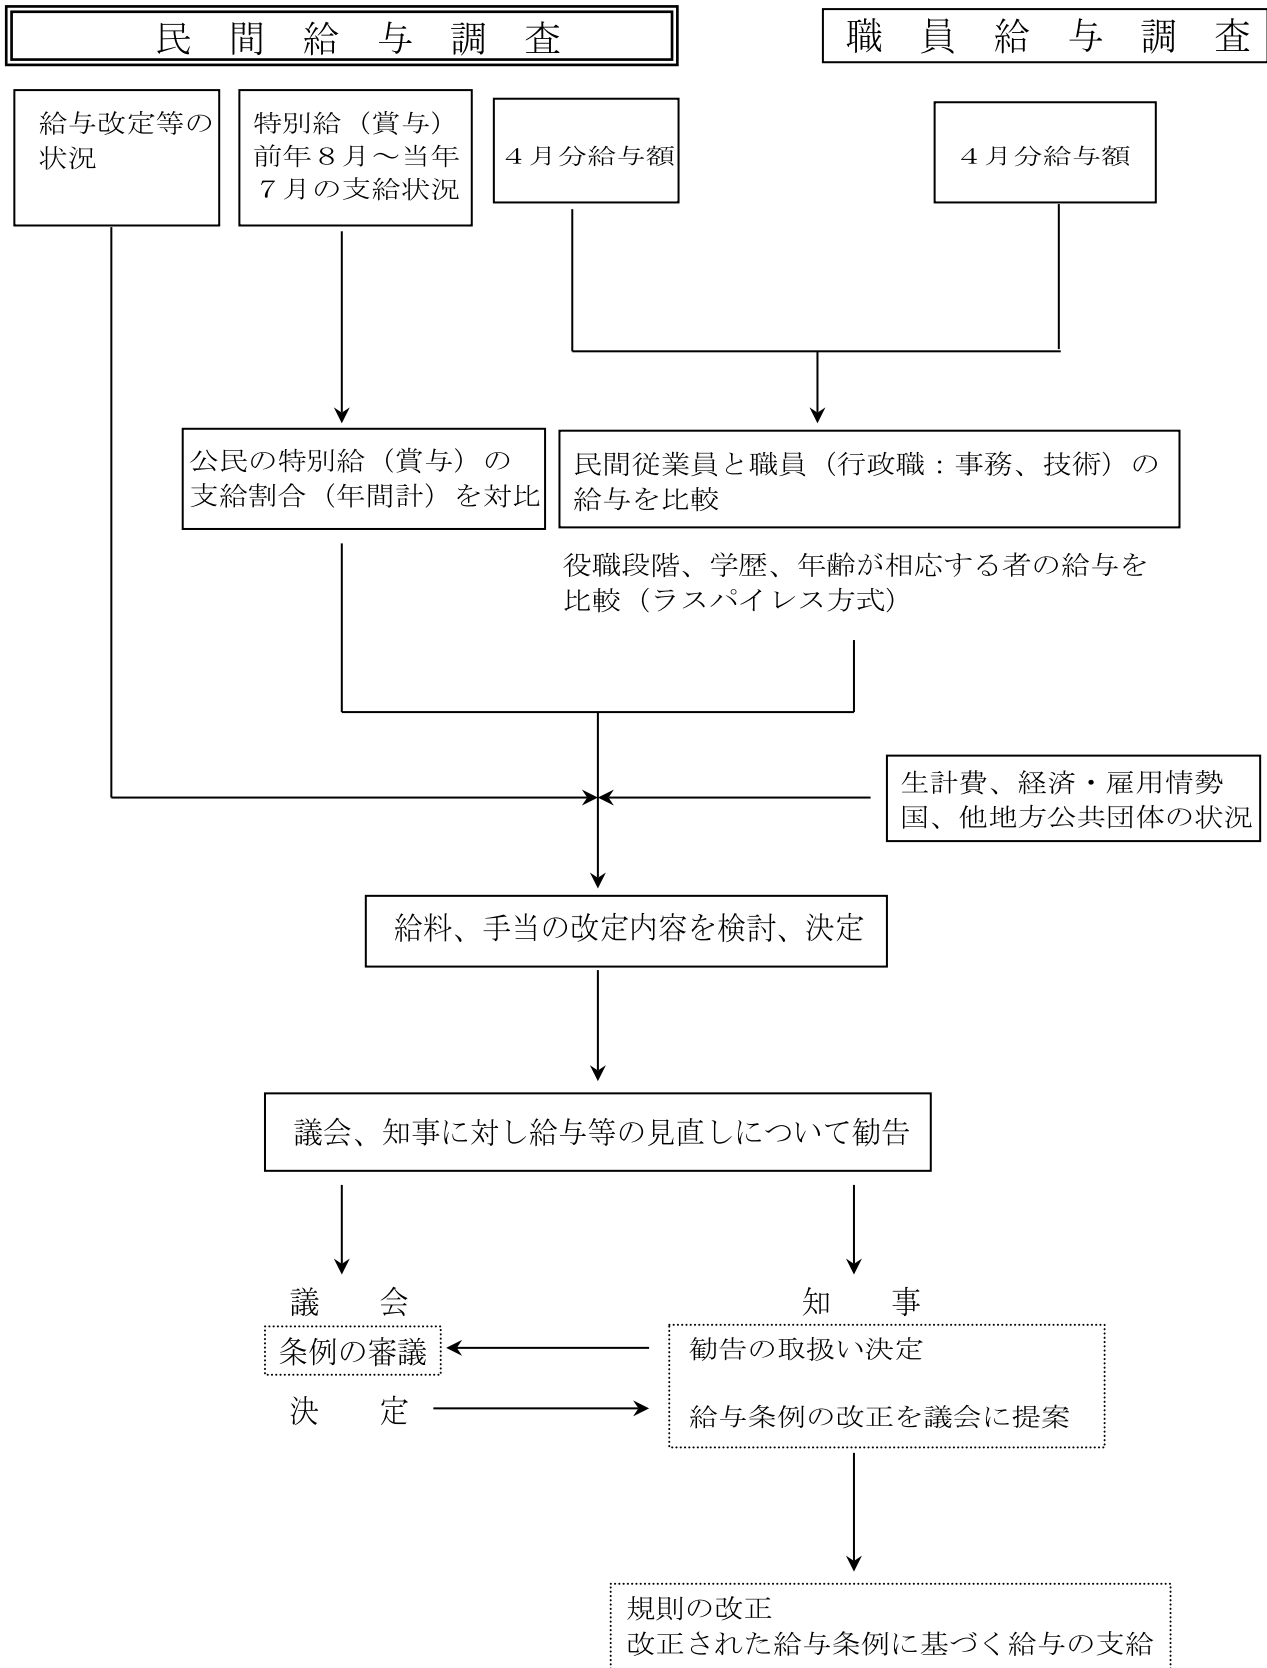 民間給与調査
職員給与調査
給与改定等の
状況
特別給（賞与）
前年８月～当年
７月の支給状況
４月分給与額
４月分給与額
公民の特別給（賞与）の
支給割合（年間計）を対比
民間従業員と職員（行政職：事務、技術）の
給与を比較
役職段階、学歴、年齢が相応する者の給与を
比較（ラスパイレス方式）
生計費、経済・雇用情勢
国、他地方公共団体の状況
給料、手当の改定内容を検討、決定
議会、知事に対し給与等の見直しについて勧告
議会
知事
条例の審議
勧告の取扱い決定
決定
給与条例の改正を議会に提案
規則の改正
改正された給与条例に基づく給与の支給